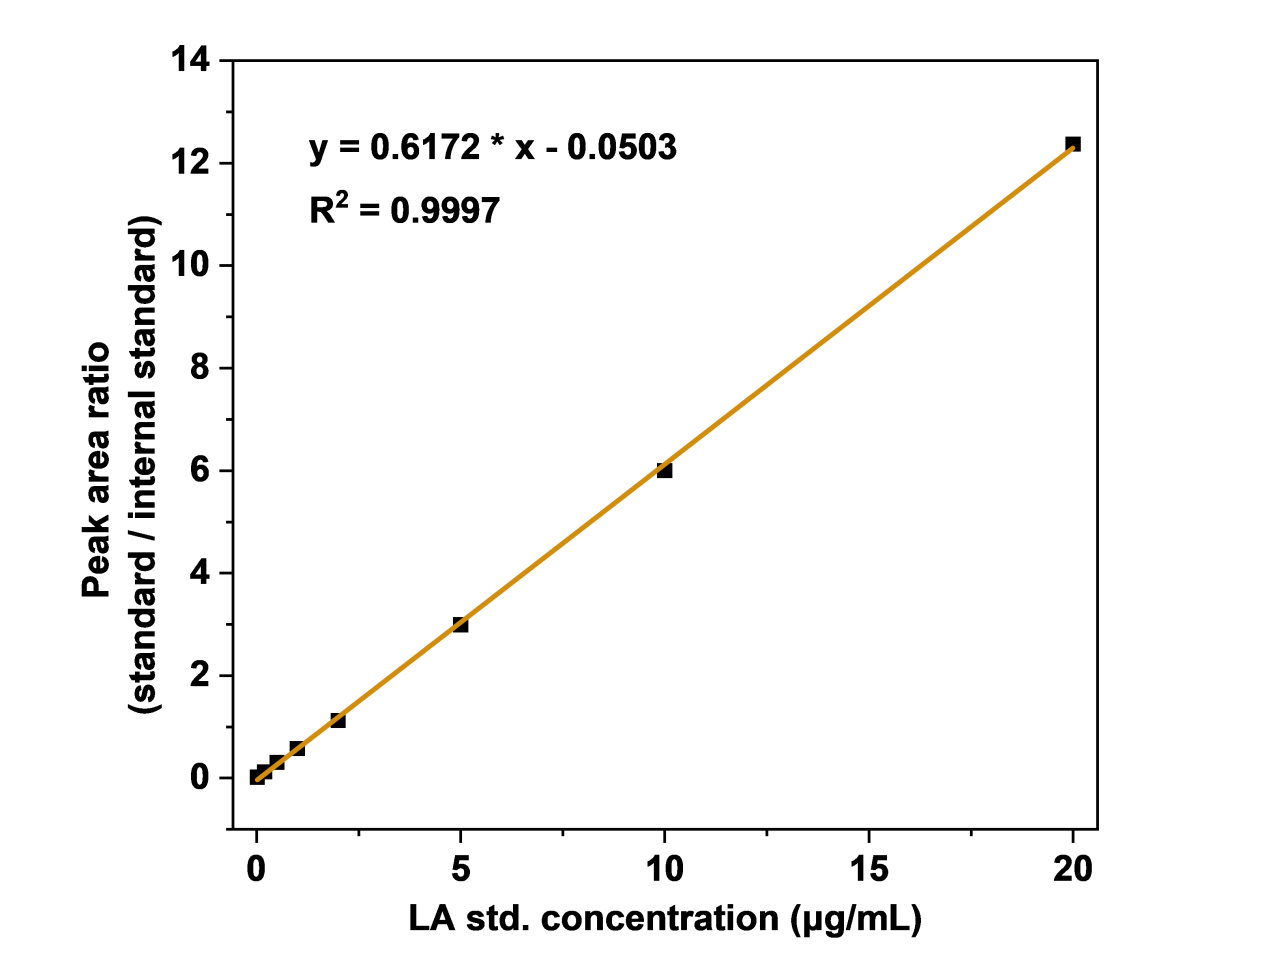 y = 0.6172 * x - 0.0503
R² = 0.9997
14
12
10
8
6
4
2
0
Peak area ratio
(standard / internal standard)
0 5 10 15 20
LA std. concentration (μg/mL)